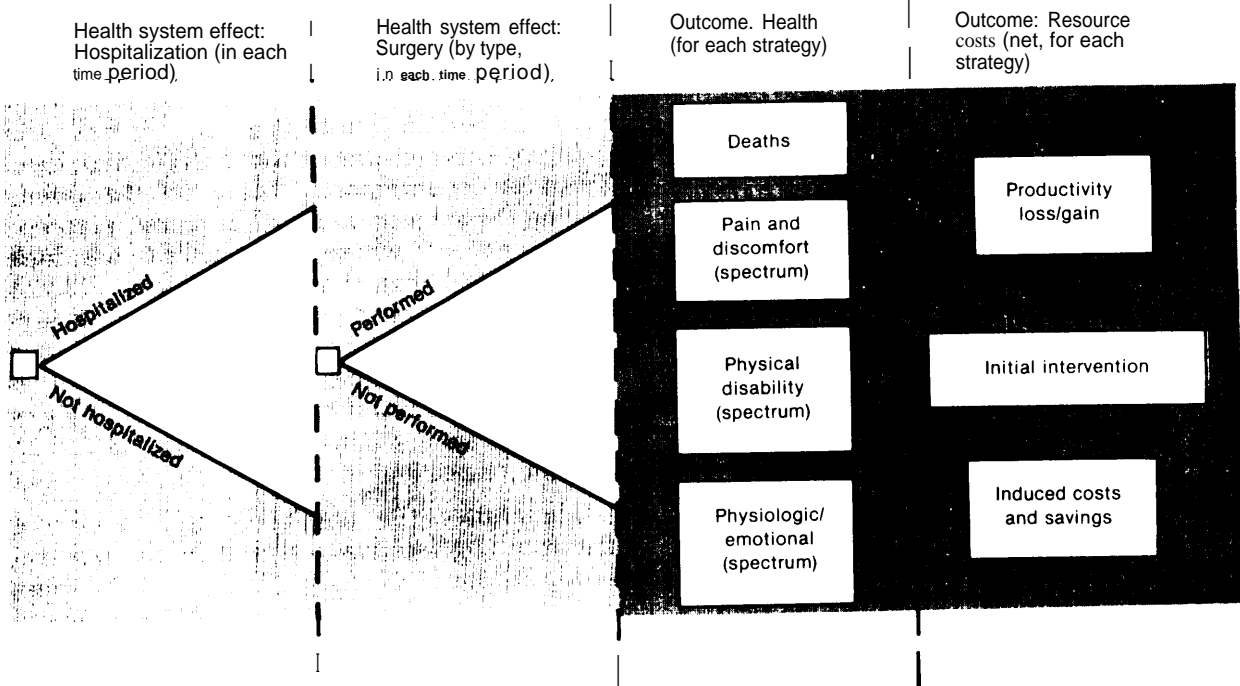 Health system effect:
Hospitalization (in each
time period)
Health system effect:
Surgery (by type,
in each time period)
Outcome. Health
(for each strategy)
Outcome: Resource
costs (net, for each
strategy)
Hospitalized
Not hospitalized
Performed
Not performed
Deaths
Pain and
discomfort
(spectrum)
Physical
disability
(spectrum)
Physiologic/
emotional
(spectrum)
Productivity
loss/gain
Initial intervention
Induced costs
and savings